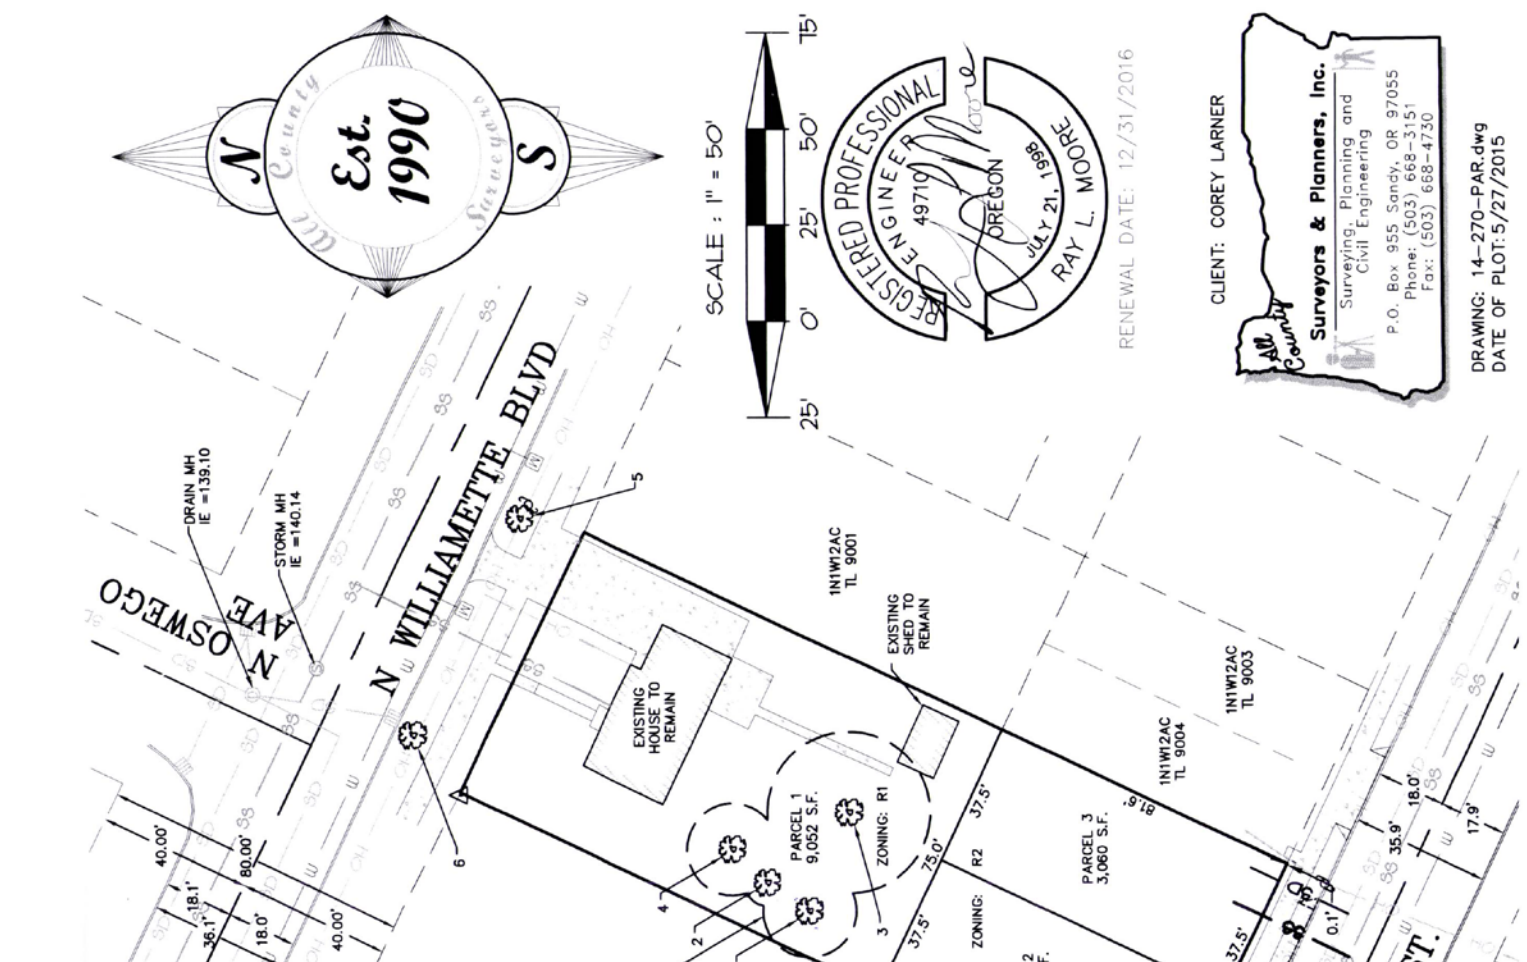 N
All County
Est.
1990
Surveyors
S
SCALE : 1" = 50'
25'
0'
25'
50'
75'
REGISTERED PROFESSIONAL
ENGINEER
49710
OREGON
JULY 21, 1998
RAY L. MOORE
RENEWAL DATE: 12/31/2016
CLIENT: COREY LARNER
All
County
Surveyors & Planners, Inc.
Surveying, Planning and
Civil Engineering
P.O. Box 955 Sandy, OR 97055
Phone: (503) 668-3151
Fax: (503) 668-4730
DRAWING: 14-270-PAR.dwg
DATE OF PLOT:5/27/2015
DRAIN MH
IE =139.10
STORM MH
IE =140.14
N OSWEGO
AVE
N WILLIAMETTE BLVD
5
6
EXISTING
HOUSE TO
REMAIN
EXISTING
SHED TO
REMAIN
1N1W12AC
TL 9001
1N1W12AC
TL 9003
1N1W12AC
TL 9004
PARCEL 1
9,052 S.F.
ZONING: R1
ZONING: R2
PARCEL 3
3,060 S.F.
4
2
3
37.5'
75.0'
37.5'
81.6'
37.5'
0.1'
18.0'
35.9'
17.9'
40.00'
80.00'
18.1'
36.1'
18.0'
40.00'
ST.